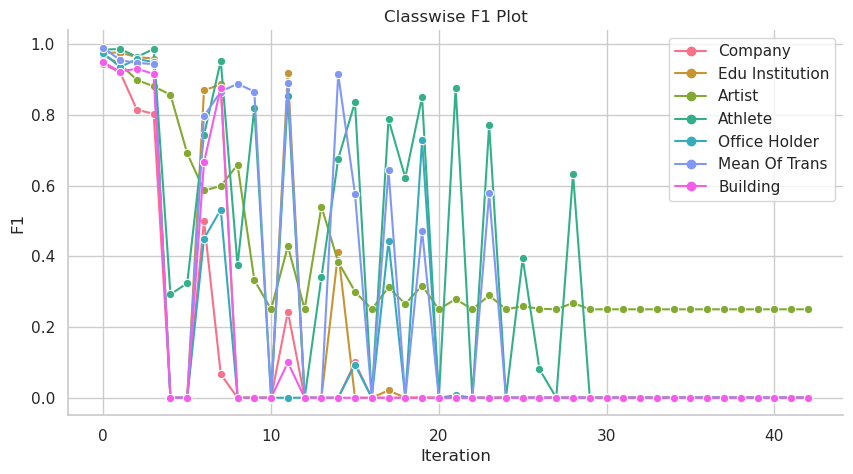 Classwise F1 Plot
1.0
0.8
0.6
0.4
0.2
0.0
F1
0
10
20
30
40
Iteration
Company
Edu Institution
Artist
Athlete
Office Holder
Mean Of Trans
Building